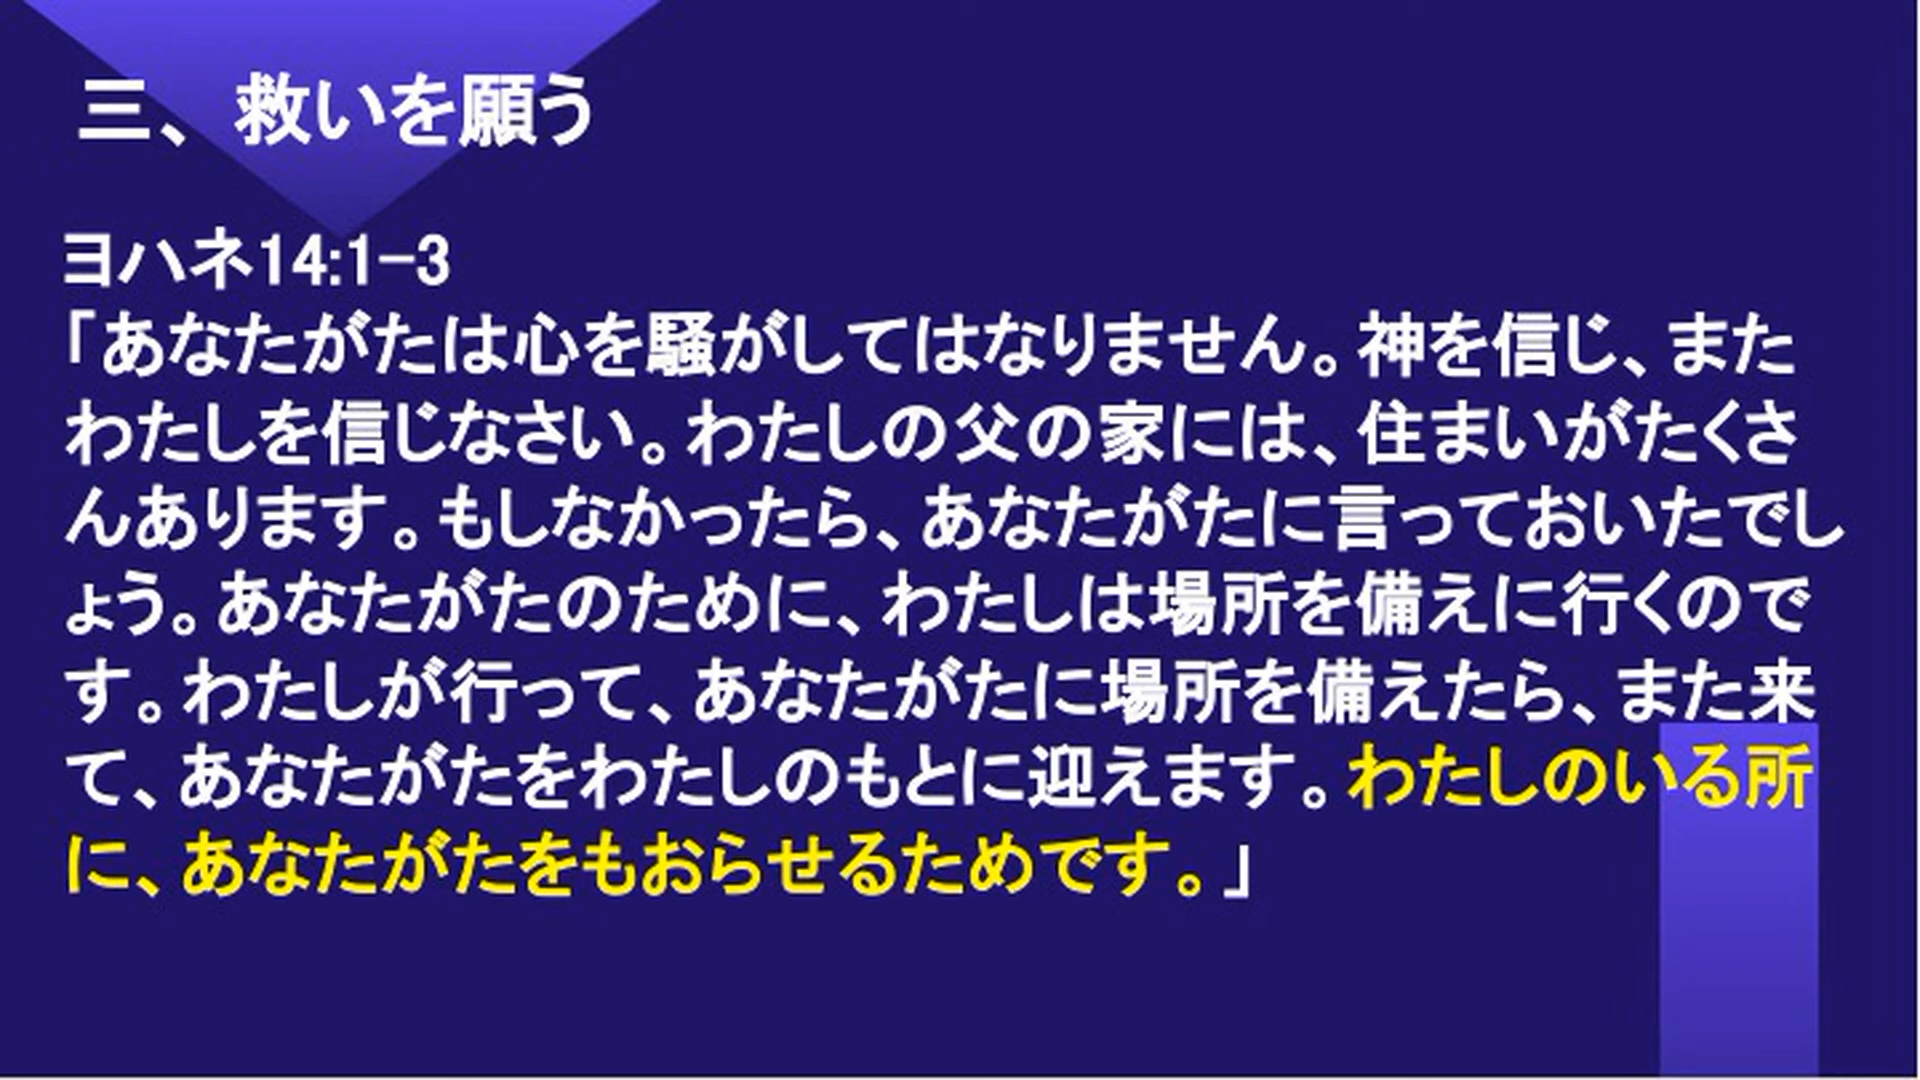 三、 救いを願う
ヨハネ14:1−3
「あなたがたは心を騒がしてはなりません。神を信じ、また
わたしを信じなさい。わたしの父の家には、住まいがたくさ
んあります。もしなかったら、あなたがたに言っておいたでし
ょう。あなたがたのために、わたしは場所を備えに行くので
す。わたしが行って、あなたがたに場所を備えたら、また来
て、あなたがたをわたしのもとに迎えます。わたしのいる所
に、あなたがたをもおらせるためです。」